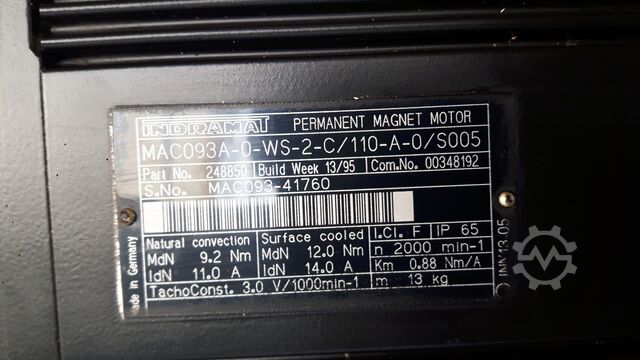 INDRAMAT PERMANENT MAGNET MOTOR
MAC093A-0-WS-2-C/110-A-0/S005
Part No. 248850 Build Week 13/95 Com.No. 00348192
S.No. MAC093-41760
Made in Germany
Natural convection
MdN 9.2 Nm
IdN 11.0 A
Surface cooled
MdN 12.0 Nm
IdN 14.0 A
I.Cl. F IP 65
n 2000 min-1
Km 0.88 Nm/A
TachoConst. 3.0 V/1000min-1
m 13 kg
13.05